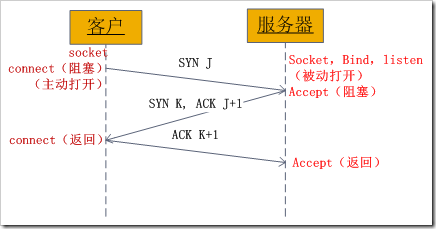 客户
服务器
socket
connect（阻塞）
（主动打开）
SYN J
Socket，Bind，listen
（被动打开）
Accept（阻塞）
SYN K, ACK J+1
connect（返回）
ACK K+1
Accept（返回）